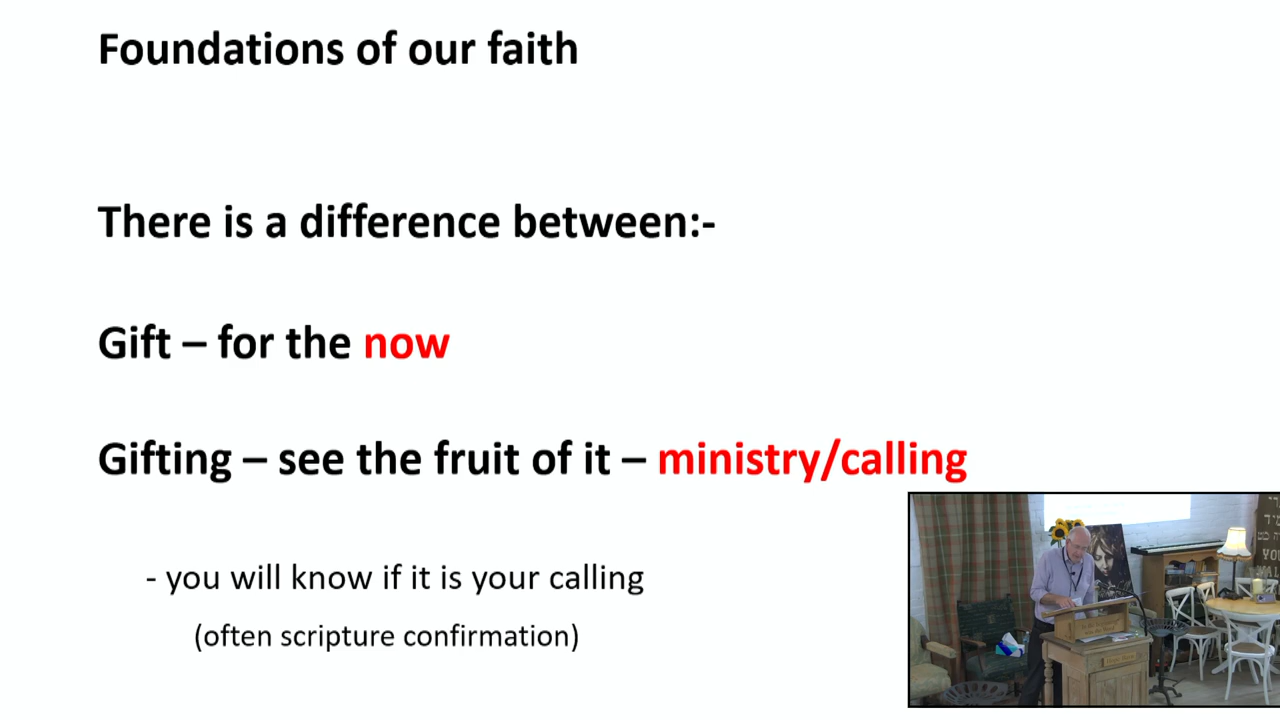 Foundations of our faith
There is a difference between:-
Gift – for the now
Gifting – see the fruit of it – ministry/calling
- you will know if it is your calling
(often scripture confirmation)
YOU